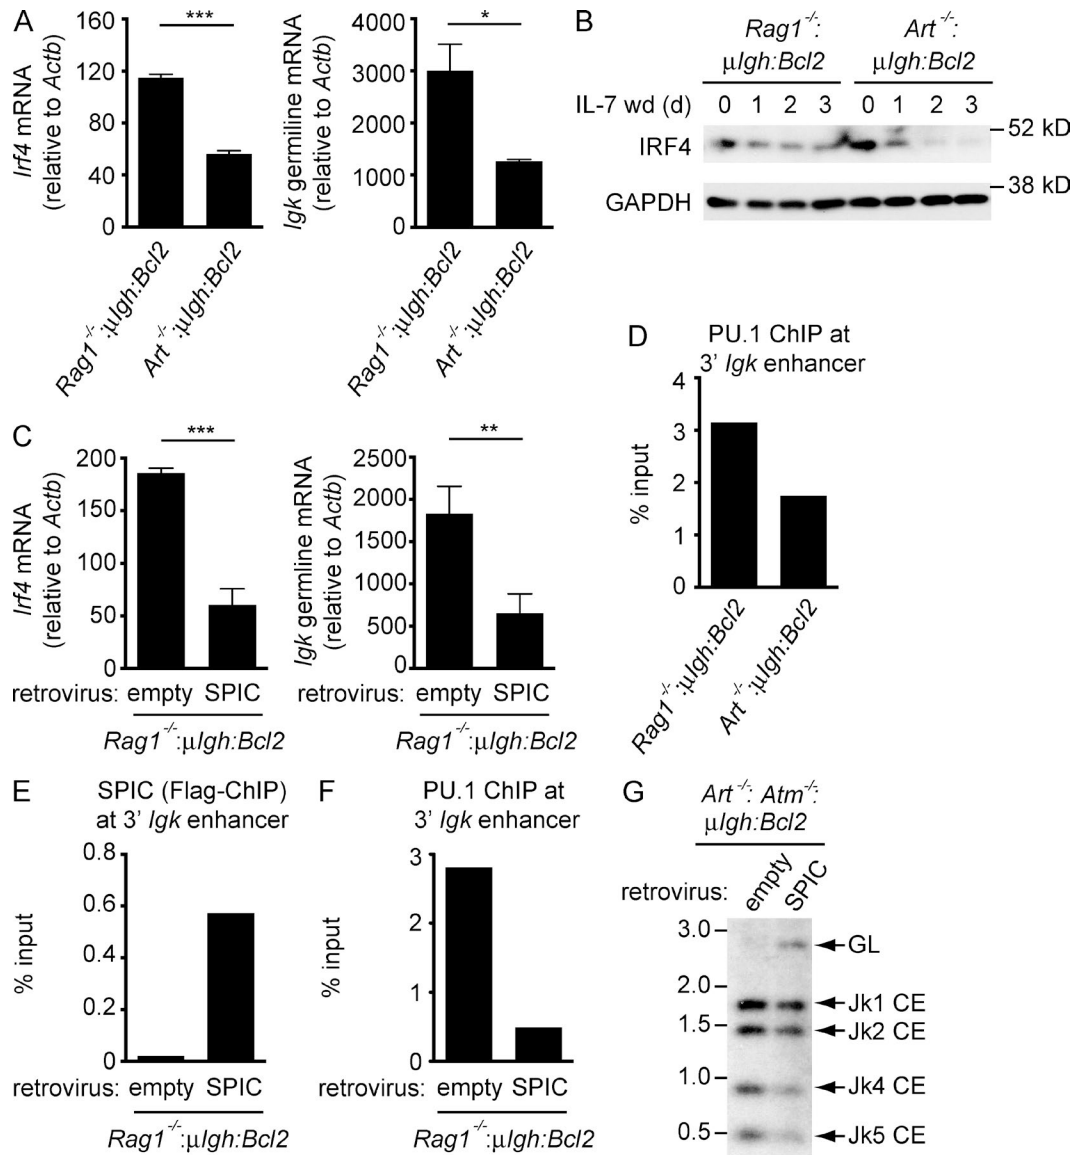 A
Irf4 mRNA
(relative to Actb)
160
120
80
40
0
***
Rag1-/-:μIgh:Bcl2
Art-/-:μIgh:Bcl2
Igk germiline mRNA
(relative to Actb)
4000
3000
2000
1000
0
*
Rag1-/-:μIgh:Bcl2
Art-/-:μIgh:Bcl2
B
Rag1-/-:
μIgh:Bcl2
Art-/-:
μIgh:Bcl2
IL-7 wd (d) 0 1 2 3 0 1 2 3
IRF4
GAPDH
52 kD
38 kD
C
Irf4 mRNA
(relative to Actb)
200
150
100
50
0
***
retrovirus: empty SPIC
Rag1-/-:μIgh:Bcl2
Igk germline mRNA
(relative to Actb)
2500
2000
1500
1000
500
0
**
retrovirus: empty SPIC
Rag1-/-:μIgh:Bcl2
D
PU.1 ChIP at
3' Igk enhancer
% input
4
3
2
1
0
Rag1-/-:μIgh:Bcl2
Art-/-:μIgh:Bcl2
E
SPIC (Flag-ChIP)
at 3' Igk enhancer
% input
0.8
0.6
0.4
0.2
0
retrovirus: empty SPIC
Rag1-/-:μIgh:Bcl2
F
PU.1 ChIP at
3' Igk enhancer
% input
3
2
1
0
retrovirus: empty SPIC
Rag1-/-:μIgh:Bcl2
G
Art-/-: Atm-/-:
μIgh:Bcl2
retrovirus: empty SPIC
3.0
2.0
1.5
1.0
0.5
GL
Jk1 CE
Jk2 CE
Jk4 CE
Jk5 CE